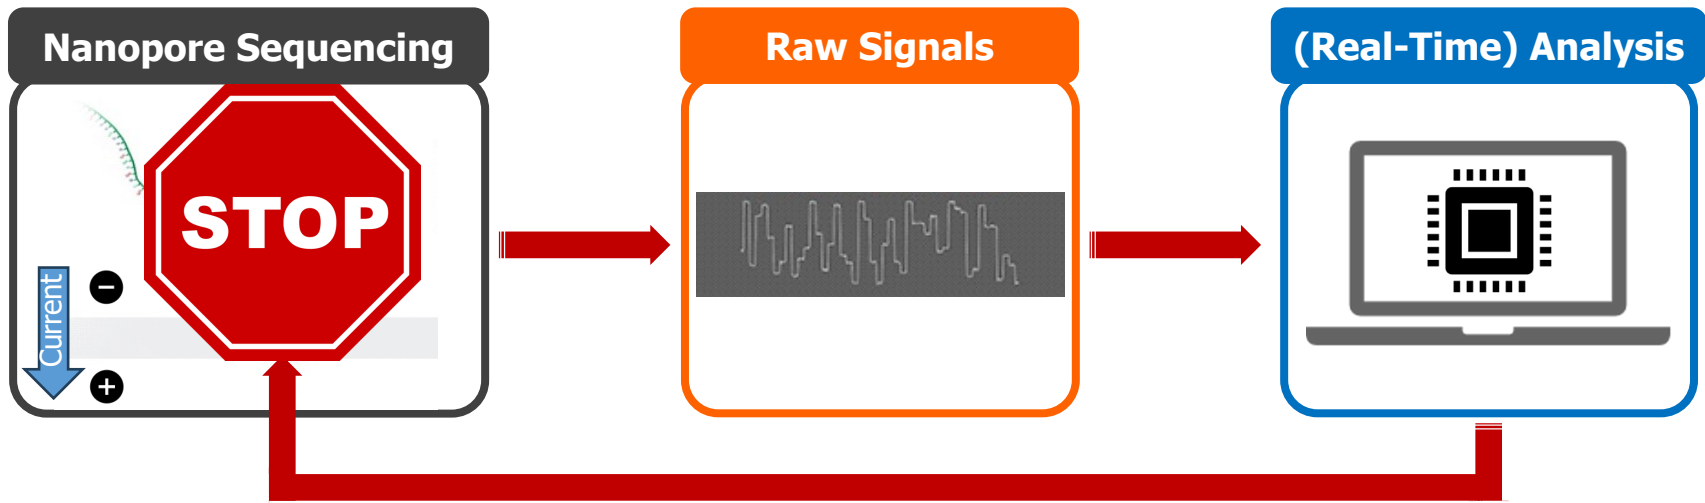 Nanopore Sequencing
Raw Signals
(Real-Time) Analysis
STOP
Current
−
+